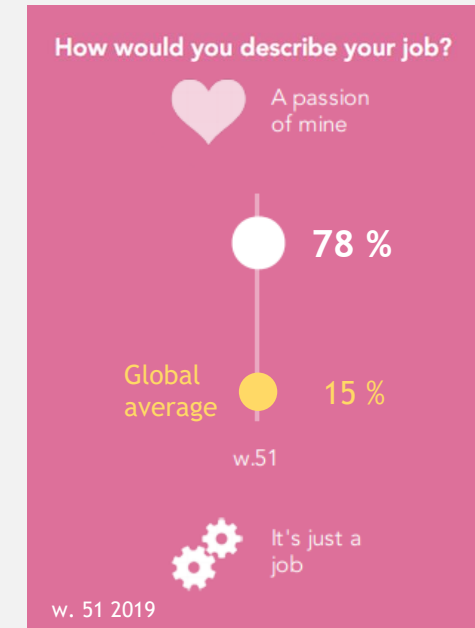 How would you describe your job?
A passion
of mine
78 %
Global
average
15 %
w.51
It's just a
job
w. 51 2019